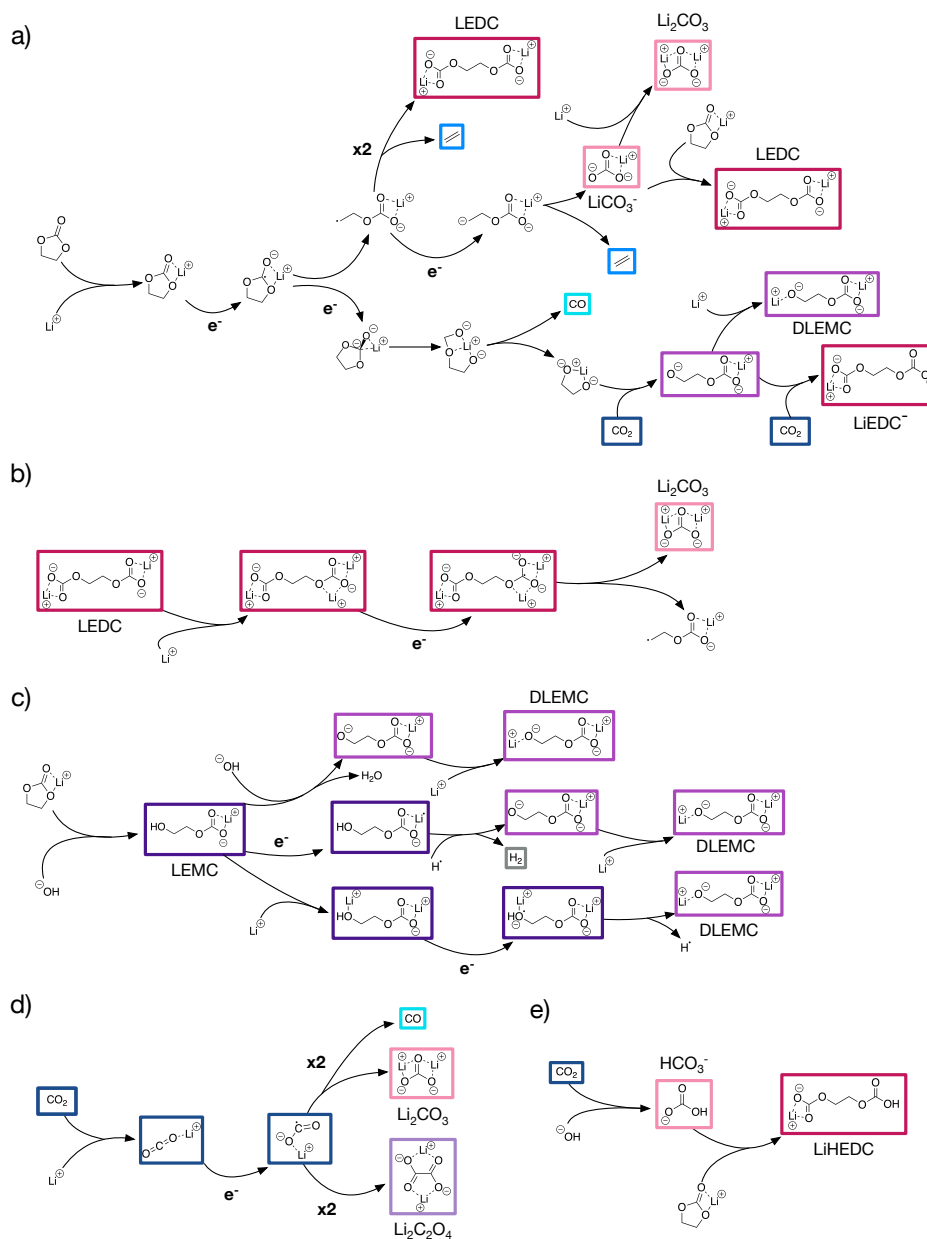 a)
LEDC
Li2CO3
x2
Li⊕
LiCO3-
LEDC
e-
e-
e-
Li⊕
CO
Li⊕
DLEMC
CO2
CO2
LiEDC-
b)
Li2CO3
LEDC
Li⊕
e-
c)
DLEMC
⊖OH
H2O
Li⊕
LEMC
e-
H·
H2
Li⊕
DLEMC
⊖OH
Li⊕
e-
H·
DLEMC
d)
CO
x2
CO2
Li2CO3
Li⊕
e-
x2
Li2C2O4
e)
CO2
HCO3-
⊖OH
LiHEDC